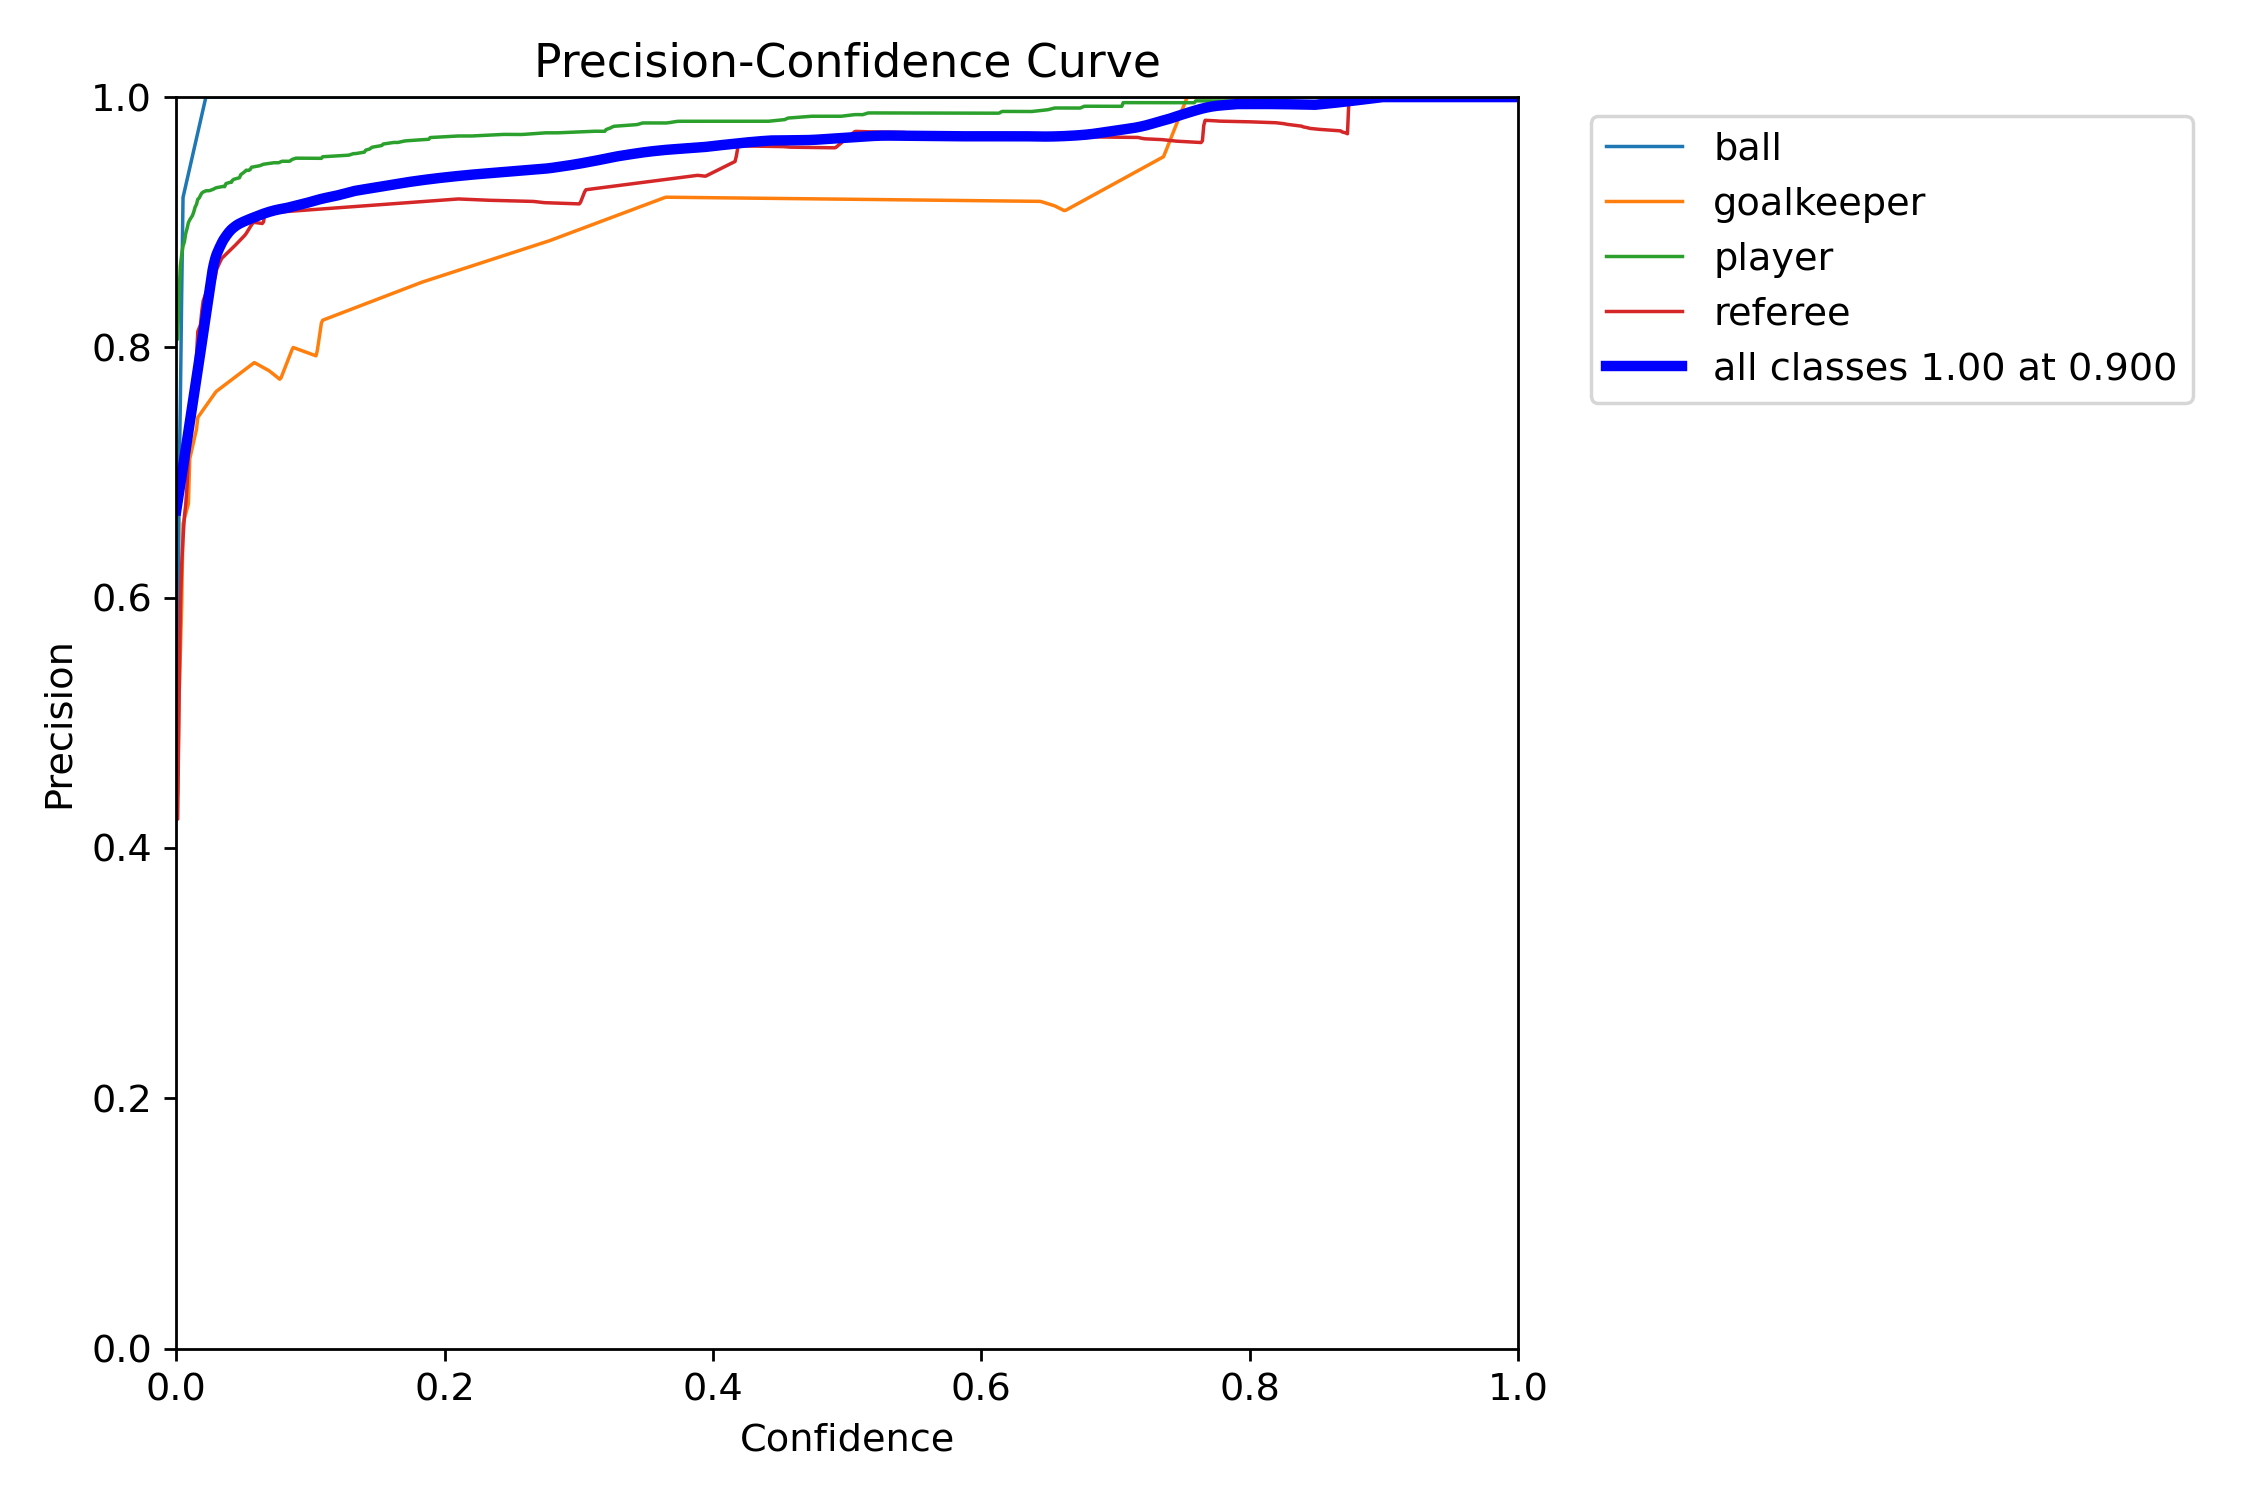 Precision-Confidence Curve
1.0
0.8
0.6
0.4
0.2
0.0
Precision
0.0 0.2 0.4 0.6 0.8 1.0
Confidence
ball
goalkeeper
player
referee
all classes 1.00 at 0.900